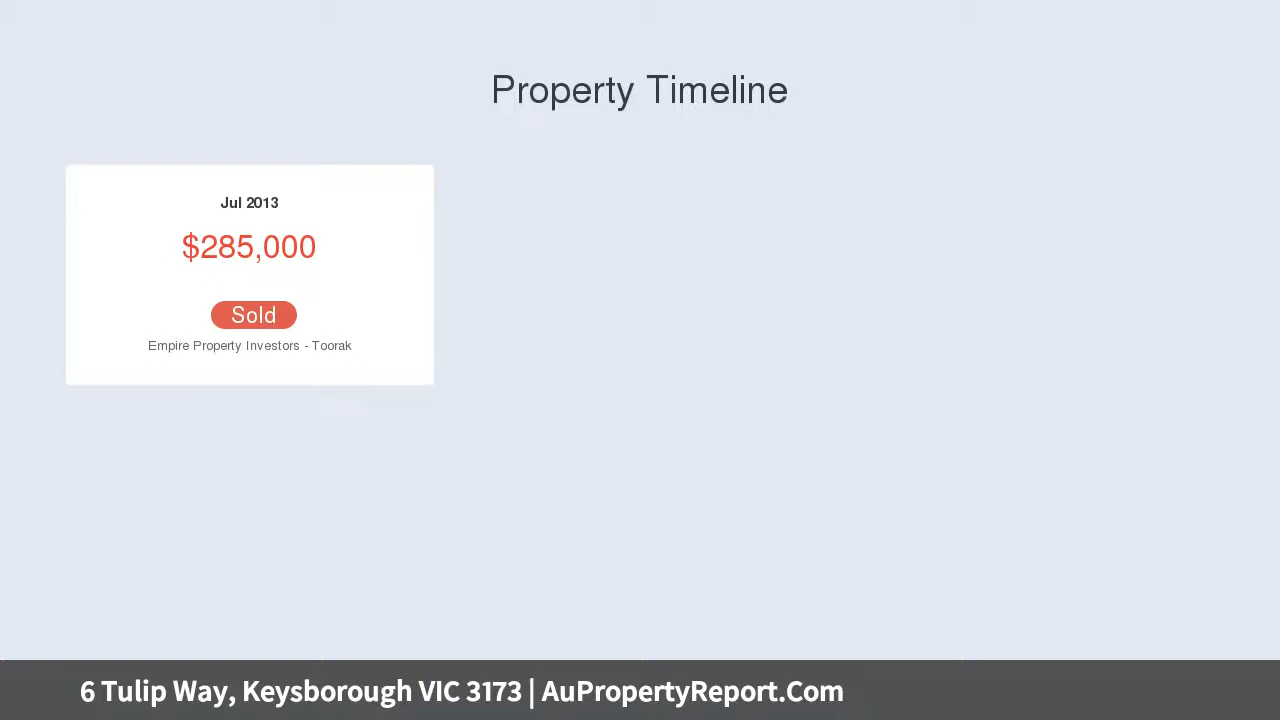 Property Timeline
Jul 2013
$285,000
Sold
Empire Property Investors - Toorak
6 Tulip Way, Keysborough VIC 3173 | AuPropertyReport.Com